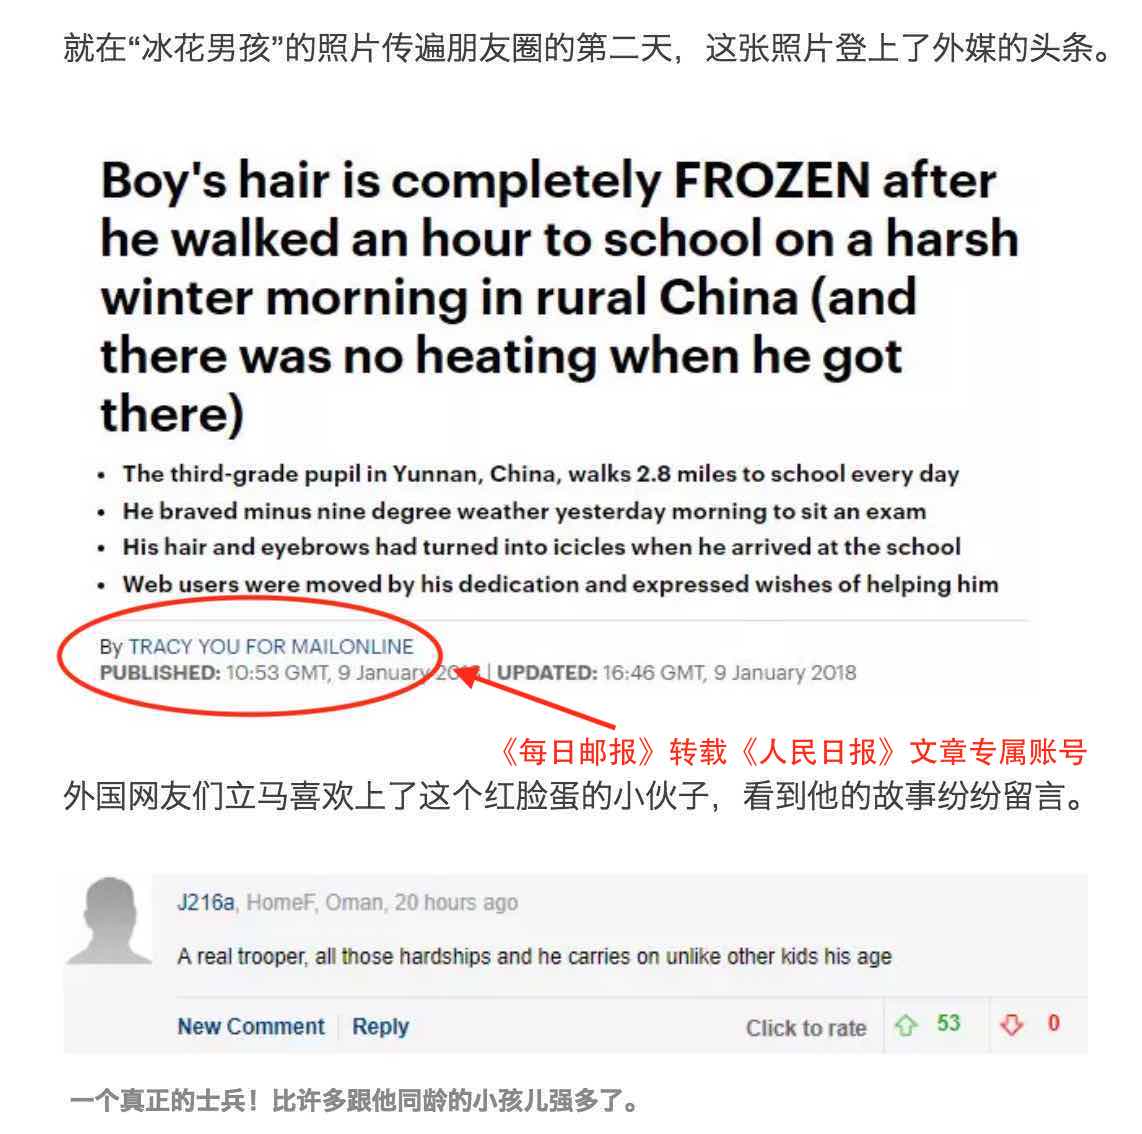 就在“冰花男孩”的照片传遍朋友圈的第二天，这张照片登上了外媒的头条。
Boy's hair is completely FROZEN after
he walked an hour to school on a harsh
winter morning in rural China (and
there was no heating when he got
there)
• The third-grade pupil in Yunnan, China, walks 2.8 miles to school every day
• He braved minus nine degree weather yesterday morning to sit an exam
• His hair and eyebrows had turned into icicles when he arrived at the school
• Web users were moved by his dedication and expressed wishes of helping him
By TRACY YOU FOR MAILONLINE
PUBLISHED: 10:53 GMT, 9 January 2018 | UPDATED: 16:46 GMT, 9 January 2018
《每日邮报》转载《人民日报》文章专属账号
外国网友们立马喜欢上了这个红脸蛋的小伙子，看到他的故事纷纷留言。
J216a, HomeF, Oman, 20 hours ago
A real trooper, all those hardships and he carries on unlike other kids his age
New Comment Reply Click to rate 53 0
一个真正的士兵！比许多跟他同龄的小孩儿强多了。